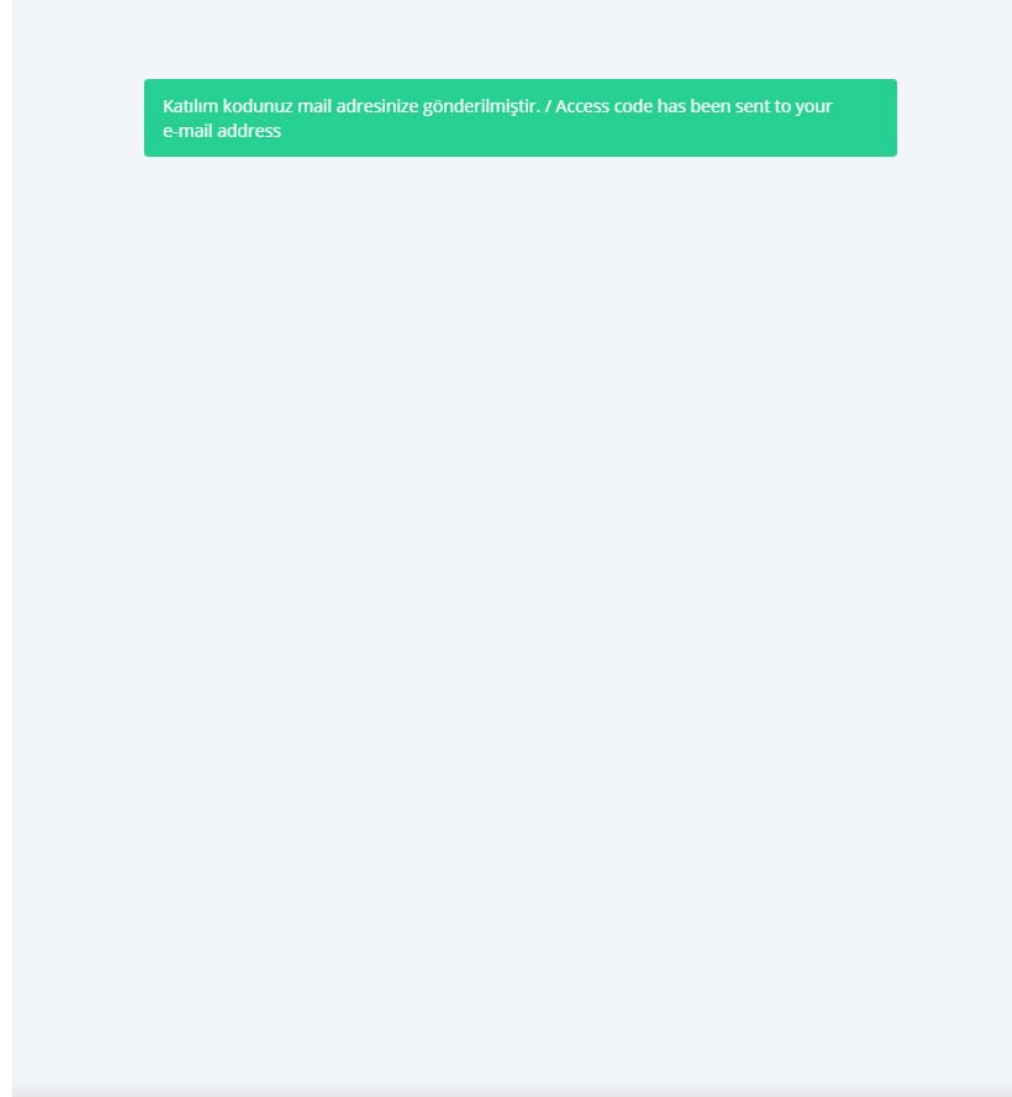 Katılım kodunuz mail adresinize gönderilmiştir. / Access code has been sent to your
e-mail address